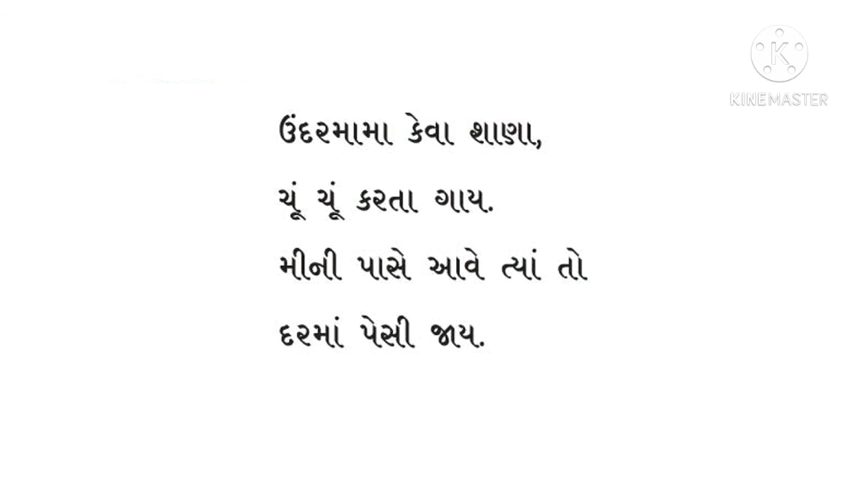 KINEMASTER
ઉંદરમામા કેવા શાણા,
ચૂં ચૂં કરતા ગાય.
મીની પાસે આવે ત્યાં તો
દરમાં પેસી જાય.